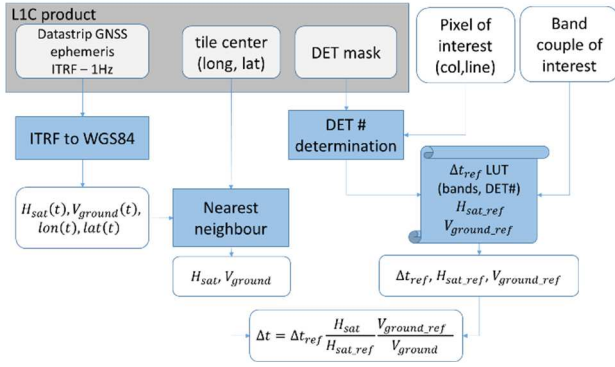 L1C product
Datastrip GNSS
ephemeris
ITRF – 1Hz
tile center
(long, lat)
DET mask
Pixel of
interest
(col,line)
Band
couple of
interest
ITRF to WGS84
DET #
determination
Δt_ref LUT
(bands, DET#)
H_sat_ref
V_ground_ref
H_sat(t), V_ground(t),
lon(t), lat(t)
Nearest
neighbour
H_sat, V_ground
Δt_ref, H_sat_ref, V_ground_ref
Δt = Δt_ref H_sat/H_sat_ref V_ground_ref/V_ground